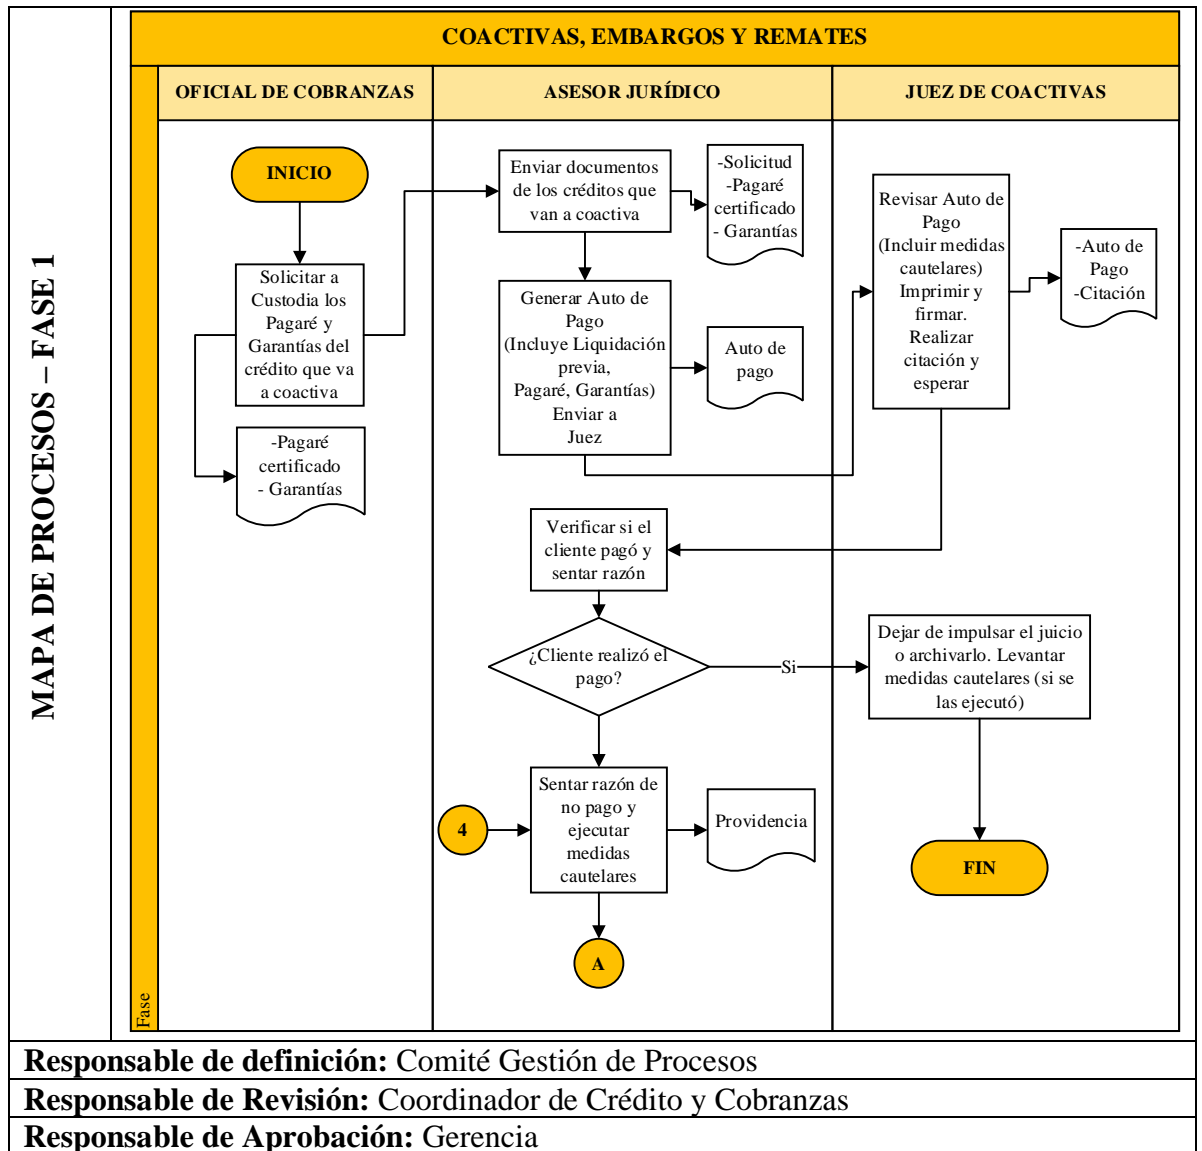 MAPA DE PROCESOS – FASE 1
COACTIVAS, EMBARGOS Y REMATES
Fase
OFICIAL DE COBRANZAS
ASESOR JURÍDICO
JUEZ DE COACTIVAS
INICIO
Solicitar a
Custodia los
Pagaré y
Garantías del
crédito que va
a coactiva
-Pagaré
certificado
- Garantías
Enviar documentos
de los créditos que
van a coactiva
-Solicitud
-Pagaré
certificado
- Garantías
Generar Auto de
Pago
(Incluye Liquidación
previa,
Pagaré, Garantías)
Enviar a
Juez
Auto de
pago
Revisar Auto de
Pago
(Incluir medidas
cautelares)
Imprimir y
firmar.
Realizar
citación y
esperar
-Auto de
Pago
-Citación
Verificar si el
cliente pagó y
sentar razón
¿Cliente realizó el
pago?
Si
Dejar de impulsar el juicio
o archivarlo. Levantar
medidas cautelares (si se
las ejecutó)
FIN
4
Sentar razón de
no pago y
ejecutar
medidas
cautelares
Providencia
A
Responsable de definición: Comité Gestión de Procesos
Responsable de Revisión: Coordinador de Crédito y Cobranzas
Responsable de Aprobación: Gerencia